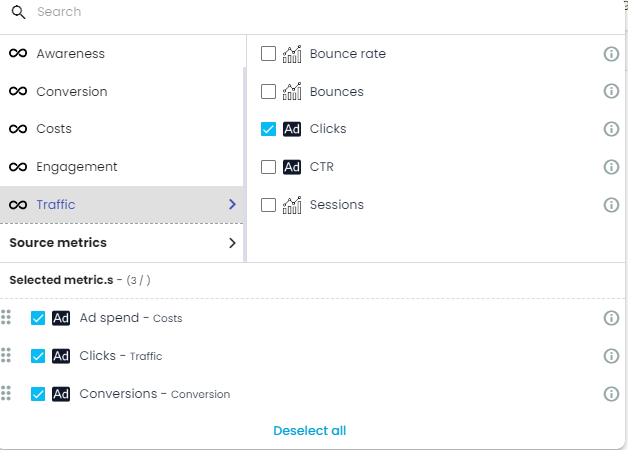 Search
Awareness
Conversion
Costs
Engagement
Traffic
Source metrics
Bounce rate
Bounces
Ad Clicks
Ad CTR
Sessions
Selected metric.s - (3 / )
Ad Ad spend - Costs
Ad Clicks - Traffic
Ad Conversions - Conversion
Deselect all